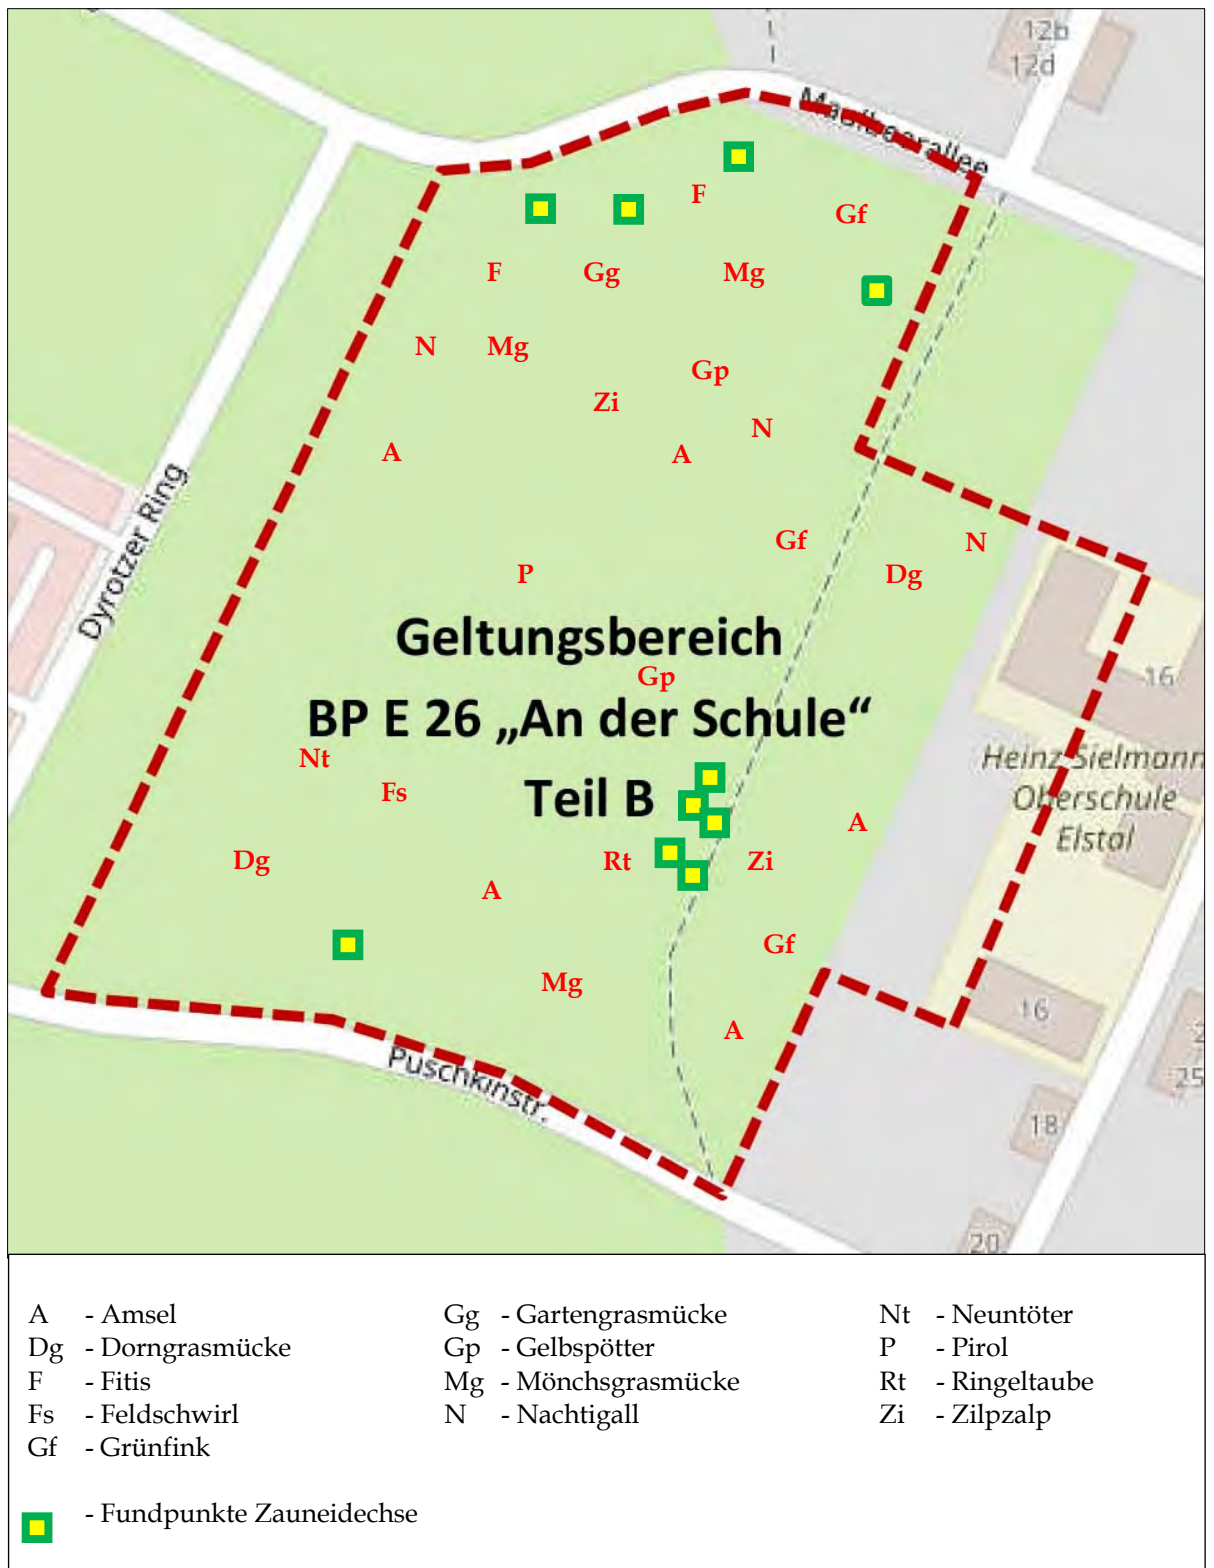 12b
12d
Maulbeerallee
F
Gf
F
Gg
Mg
N
Mg
Gp
Zi
N
A
A
Dyrotzer Ring
Gf
N
P
Dg
Geltungsbereich
Gp
16
BP E 26 „An der Schule“
Nt
Heinz Sielmann
Fs
Teil B
Oberschule
A
Elstal
Dg
Rt
Zi
A
Gf
Mg
16
A
Puschkinstr.
2
25
18
20
A - Amsel
Dg - Dorngrasmücke
F - Fitis
Fs - Feldschwirl
Gf - Grünfink
Gg - Gartengrasmücke
Gp - Gelbspötter
Mg - Mönchsgrasmücke
N - Nachtigall
Nt - Neuntöter
P - Pirol
Rt - Ringeltaube
Zi - Zilpzalp
- Fundpunkte Zauneidechse